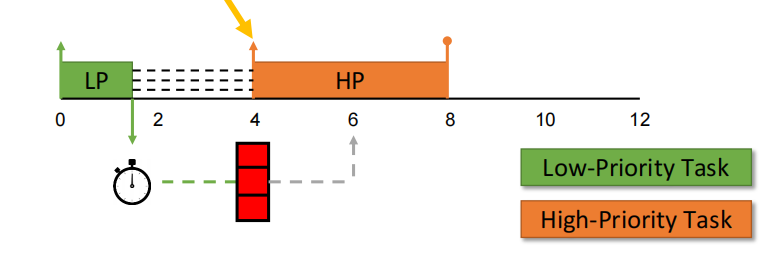 LP
HP
0 2 4 6 8 10 12
Low-Priority Task
High-Priority Task